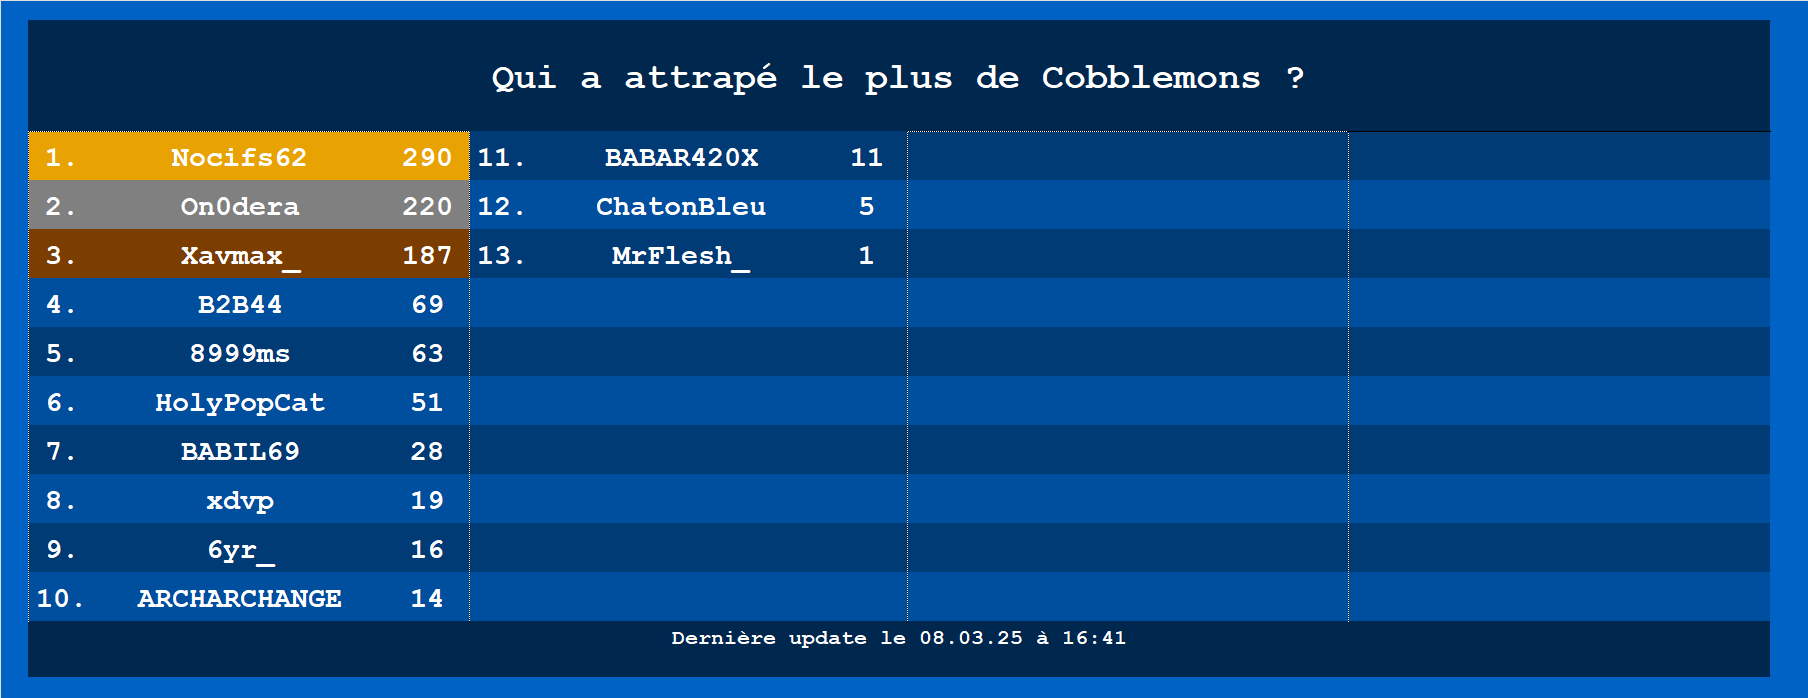 Qui a attrapé le plus de Cobblemons ?
1. Nocifs62 290
2. On0dera 220
3. Xavmax_ 187
4. B2B44 69
5. 8999ms 63
6. HolyPopCat 51
7. BABIL69 28
8. xdvp 19
9. 6yr_ 16
10. ARCHARCHANGE 14
11. BABAR420X 11
12. ChatonBleu 5
13. MrFlesh_ 1
Dernière update le 08.03.25 à 16:41